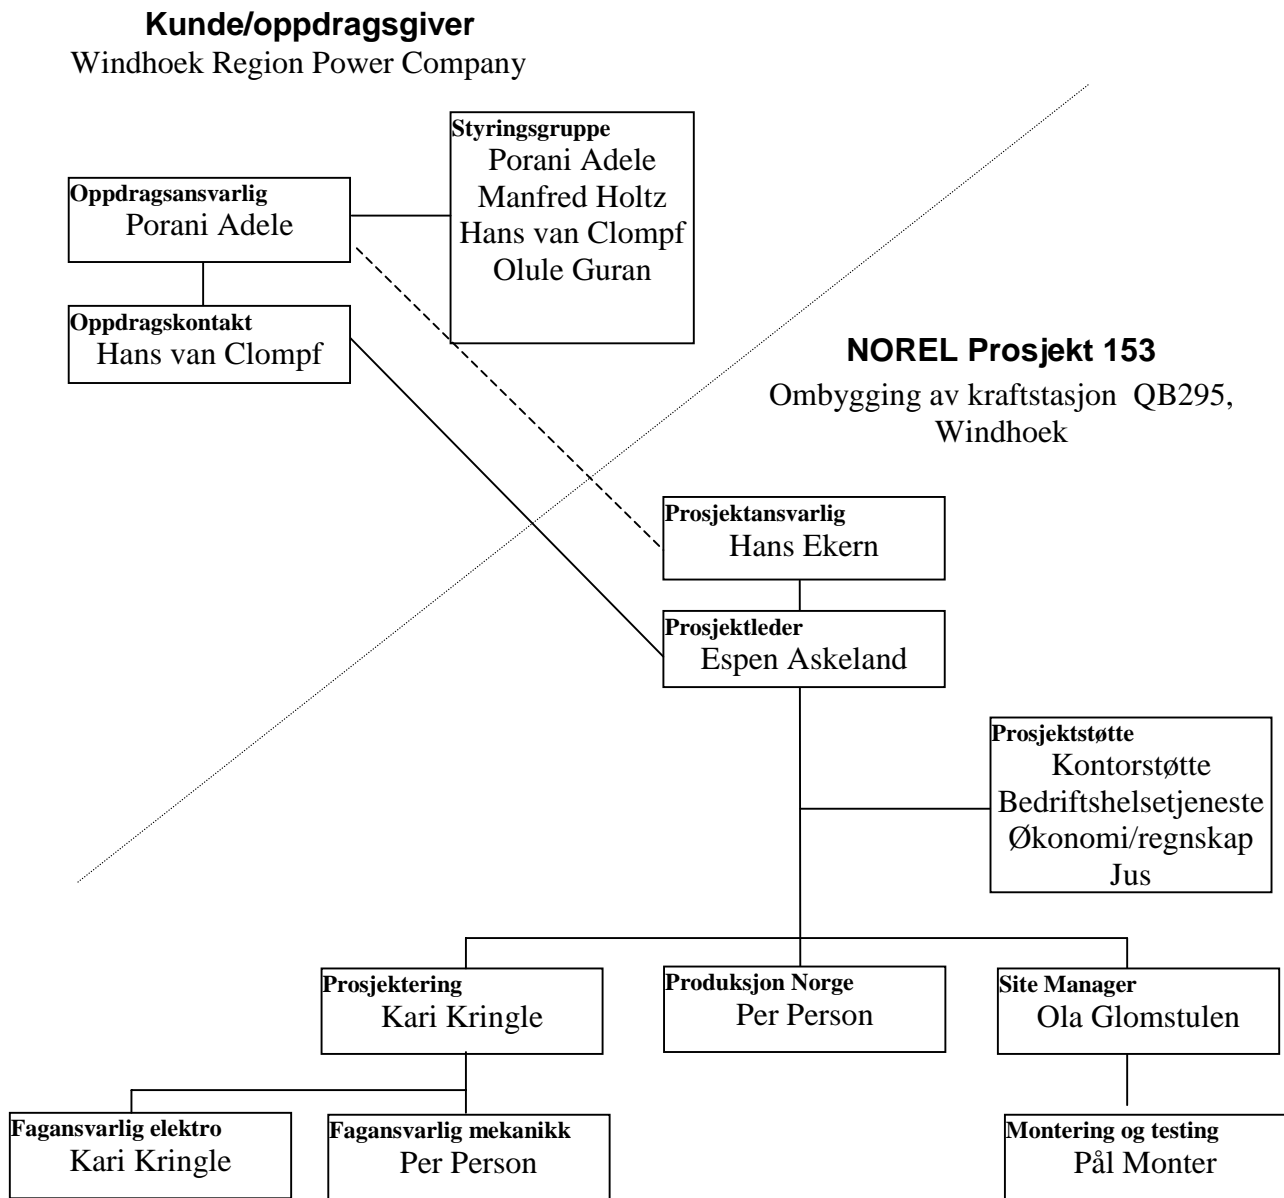 Kunde/oppdragsgiver
Windhoek Region Power Company
Styringsgruppe
Porani Adele
Manfred Holtz
Hans van Clompf
Olule Guran
Oppdragsansvarlig
Porani Adele
Oppdragskontakt
Hans van Clompf
NOREL Prosjekt 153
Ombygging av kraftstasjon QB295,
Windhoek
Prosjektansvarlig
Hans Ekern
Prosjektleder
Espen Askeland
Prosjektstøtte
Kontorstøtte
Bedriftshelsetjeneste
Økonomi/regnskap
Jus
Prosjektering
Kari Kringle
Produksjon Norge
Per Person
Site Manager
Ola Glomstulen
Fagansvarlig elektro
Kari Kringle
Fagansvarlig mekanikk
Per Person
Montering og testing
Pål Monter